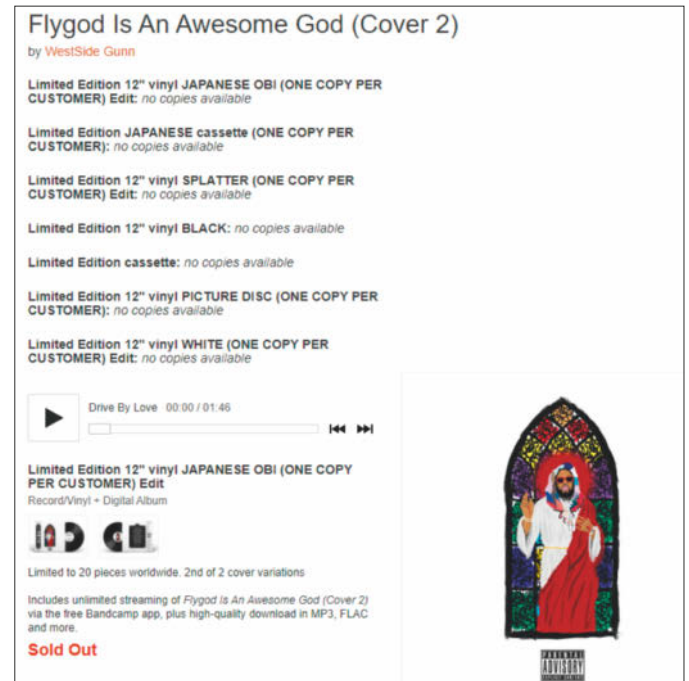 Flygod Is An Awesome God (Cover 2)
by WestSide Gunn
Limited Edition 12" vinyl JAPANESE OBI (ONE COPY PER
CUSTOMER) Edit: no copies available
Limited Edition JAPANESE cassette (ONE COPY PER
CUSTOMER): no copies available
Limited Edition 12" vinyl SPLATTER (ONE COPY PER
CUSTOMER) Edit: no copies available
Limited Edition 12" vinyl BLACK: no copies available
Limited Edition cassette: no copies available
Limited Edition 12" vinyl PICTURE DISC (ONE COPY PER
CUSTOMER): no copies available
Limited Edition 12" vinyl WHITE (ONE COPY PER
CUSTOMER) Edit: no copies available
Drive By Love 00:00 / 01:46
Limited Edition 12" vinyl JAPANESE OBI (ONE COPY
PER CUSTOMER) Edit
Record/Vinyl + Digital Album
Limited to 20 pieces worldwide. 2nd of 2 cover variations
Includes unlimited streaming of Flygod Is An Awesome God (Cover 2)
via the free Bandcamp app, plus high-quality download in MP3, FLAC
and more.
Sold Out
PARENTAL
ADVISORY
EXPLICIT CONTENT